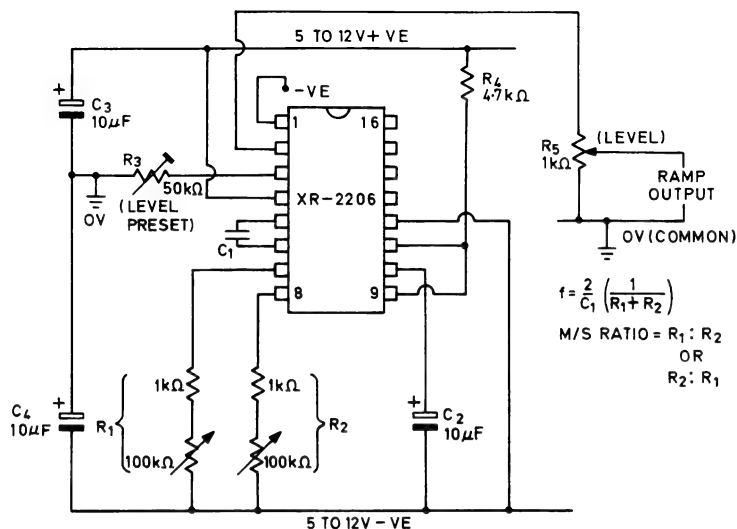 5 TO 12V+VE
+
C3
10µF
-VE
1
16
R4
4·7kΩ
R5
1kΩ
(LEVEL)
RAMP
OUTPUT
R3
50kΩ
(LEVEL
PRESET)
0V
XR-2206
C1
0V(COMMON)
8
9
f=2/C1 (1/R1+R2)
M/S RATIO=R1:R2
OR
R2:R1
1kΩ
1kΩ
+
C4
10µF
R1
100kΩ
100kΩ
R2
+
C2
10µF
5 TO 12V-VE